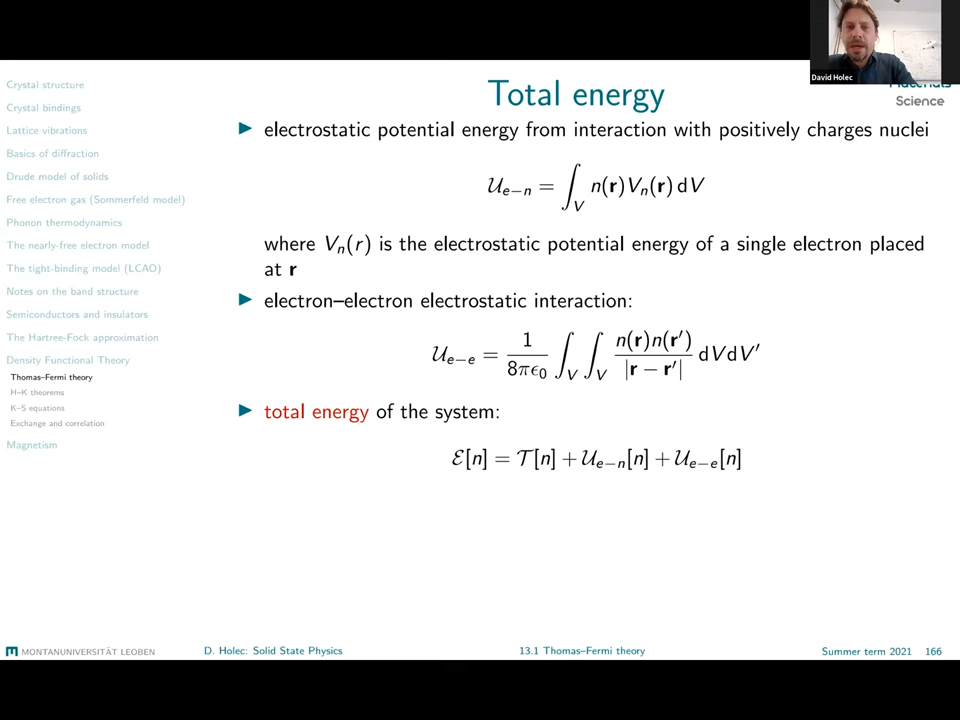 David Holec
Materials
Science
Total energy
Crystal structure
Crystal bindings
Lattice vibrations
Basics of diffraction
Drude model of solids
Free electron gas (Sommerfeld model)
Phonon thermodynamics
The nearly-free electron model
The tight-binding model (LCAO)
Notes on the band structure
Semiconductors and insulators
The Hartree-Fock approximation
Density Functional Theory
Thomas–Fermi theory
H–K theorems
K–S equations
Exchange and correlation
Magnetism
▶ electrostatic potential energy from interaction with positively charges nuclei
𝒰ₑ₋ₙ = ∫_V n(𝐫)Vₙ(𝐫) dV
where Vₙ(r) is the electrostatic potential energy of a single electron placed
at 𝐫
▶ electron–electron electrostatic interaction:
𝒰ₑ₋ₑ = 1/(8πϵ₀) ∫_V ∫_V n(𝐫)n(𝐫′)/|𝐫 − 𝐫′| dVdV′
▶ total energy of the system:
ℰ[n] = 𝒯[n] + 𝒰ₑ₋ₙ[n] + 𝒰ₑ₋ₑ[n]
MONTANUNIVERSITÄT LEOBEN
D. Holec: Solid State Physics
13.1 Thomas–Fermi theory
Summer term 2021 166